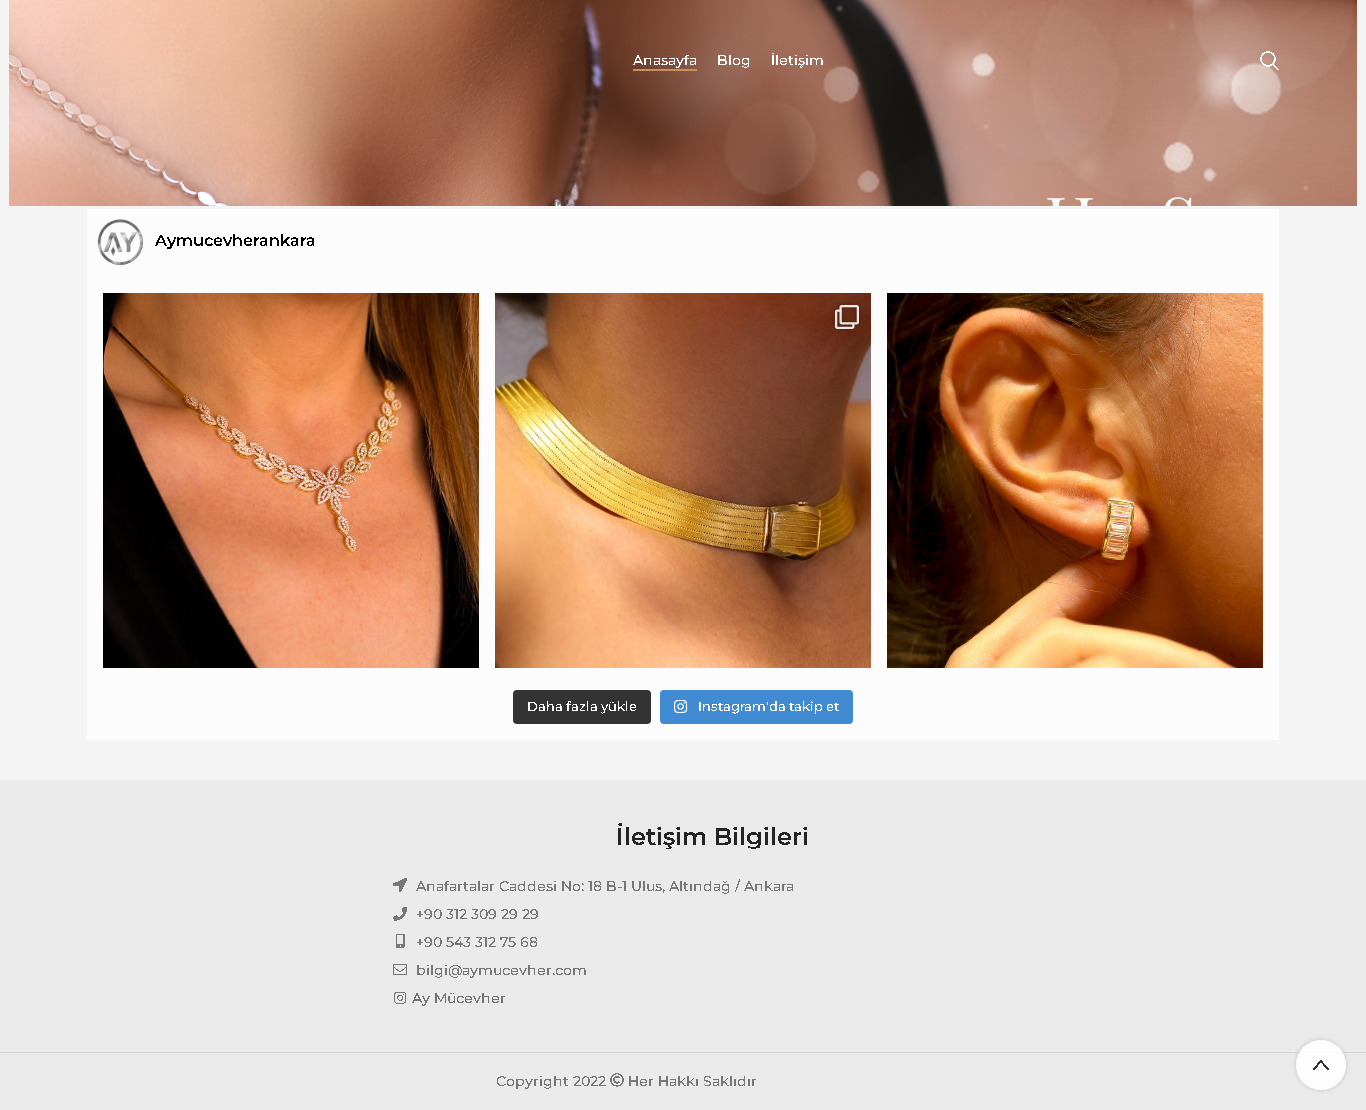 Anasayfa Blog İletişim
AY
Aymucevherankara
Daha fazla yükle
Instagram'da takip et
İletişim Bilgileri
Anafartalar Caddesi No: 18 B-1 Ulus, Altındağ / Ankara
+90 312 309 29 29
+90 543 312 75 68
bilgi@aymucevher.com
Ay Mücevher
Copyright 2022 © Her Hakkı Saklıdır